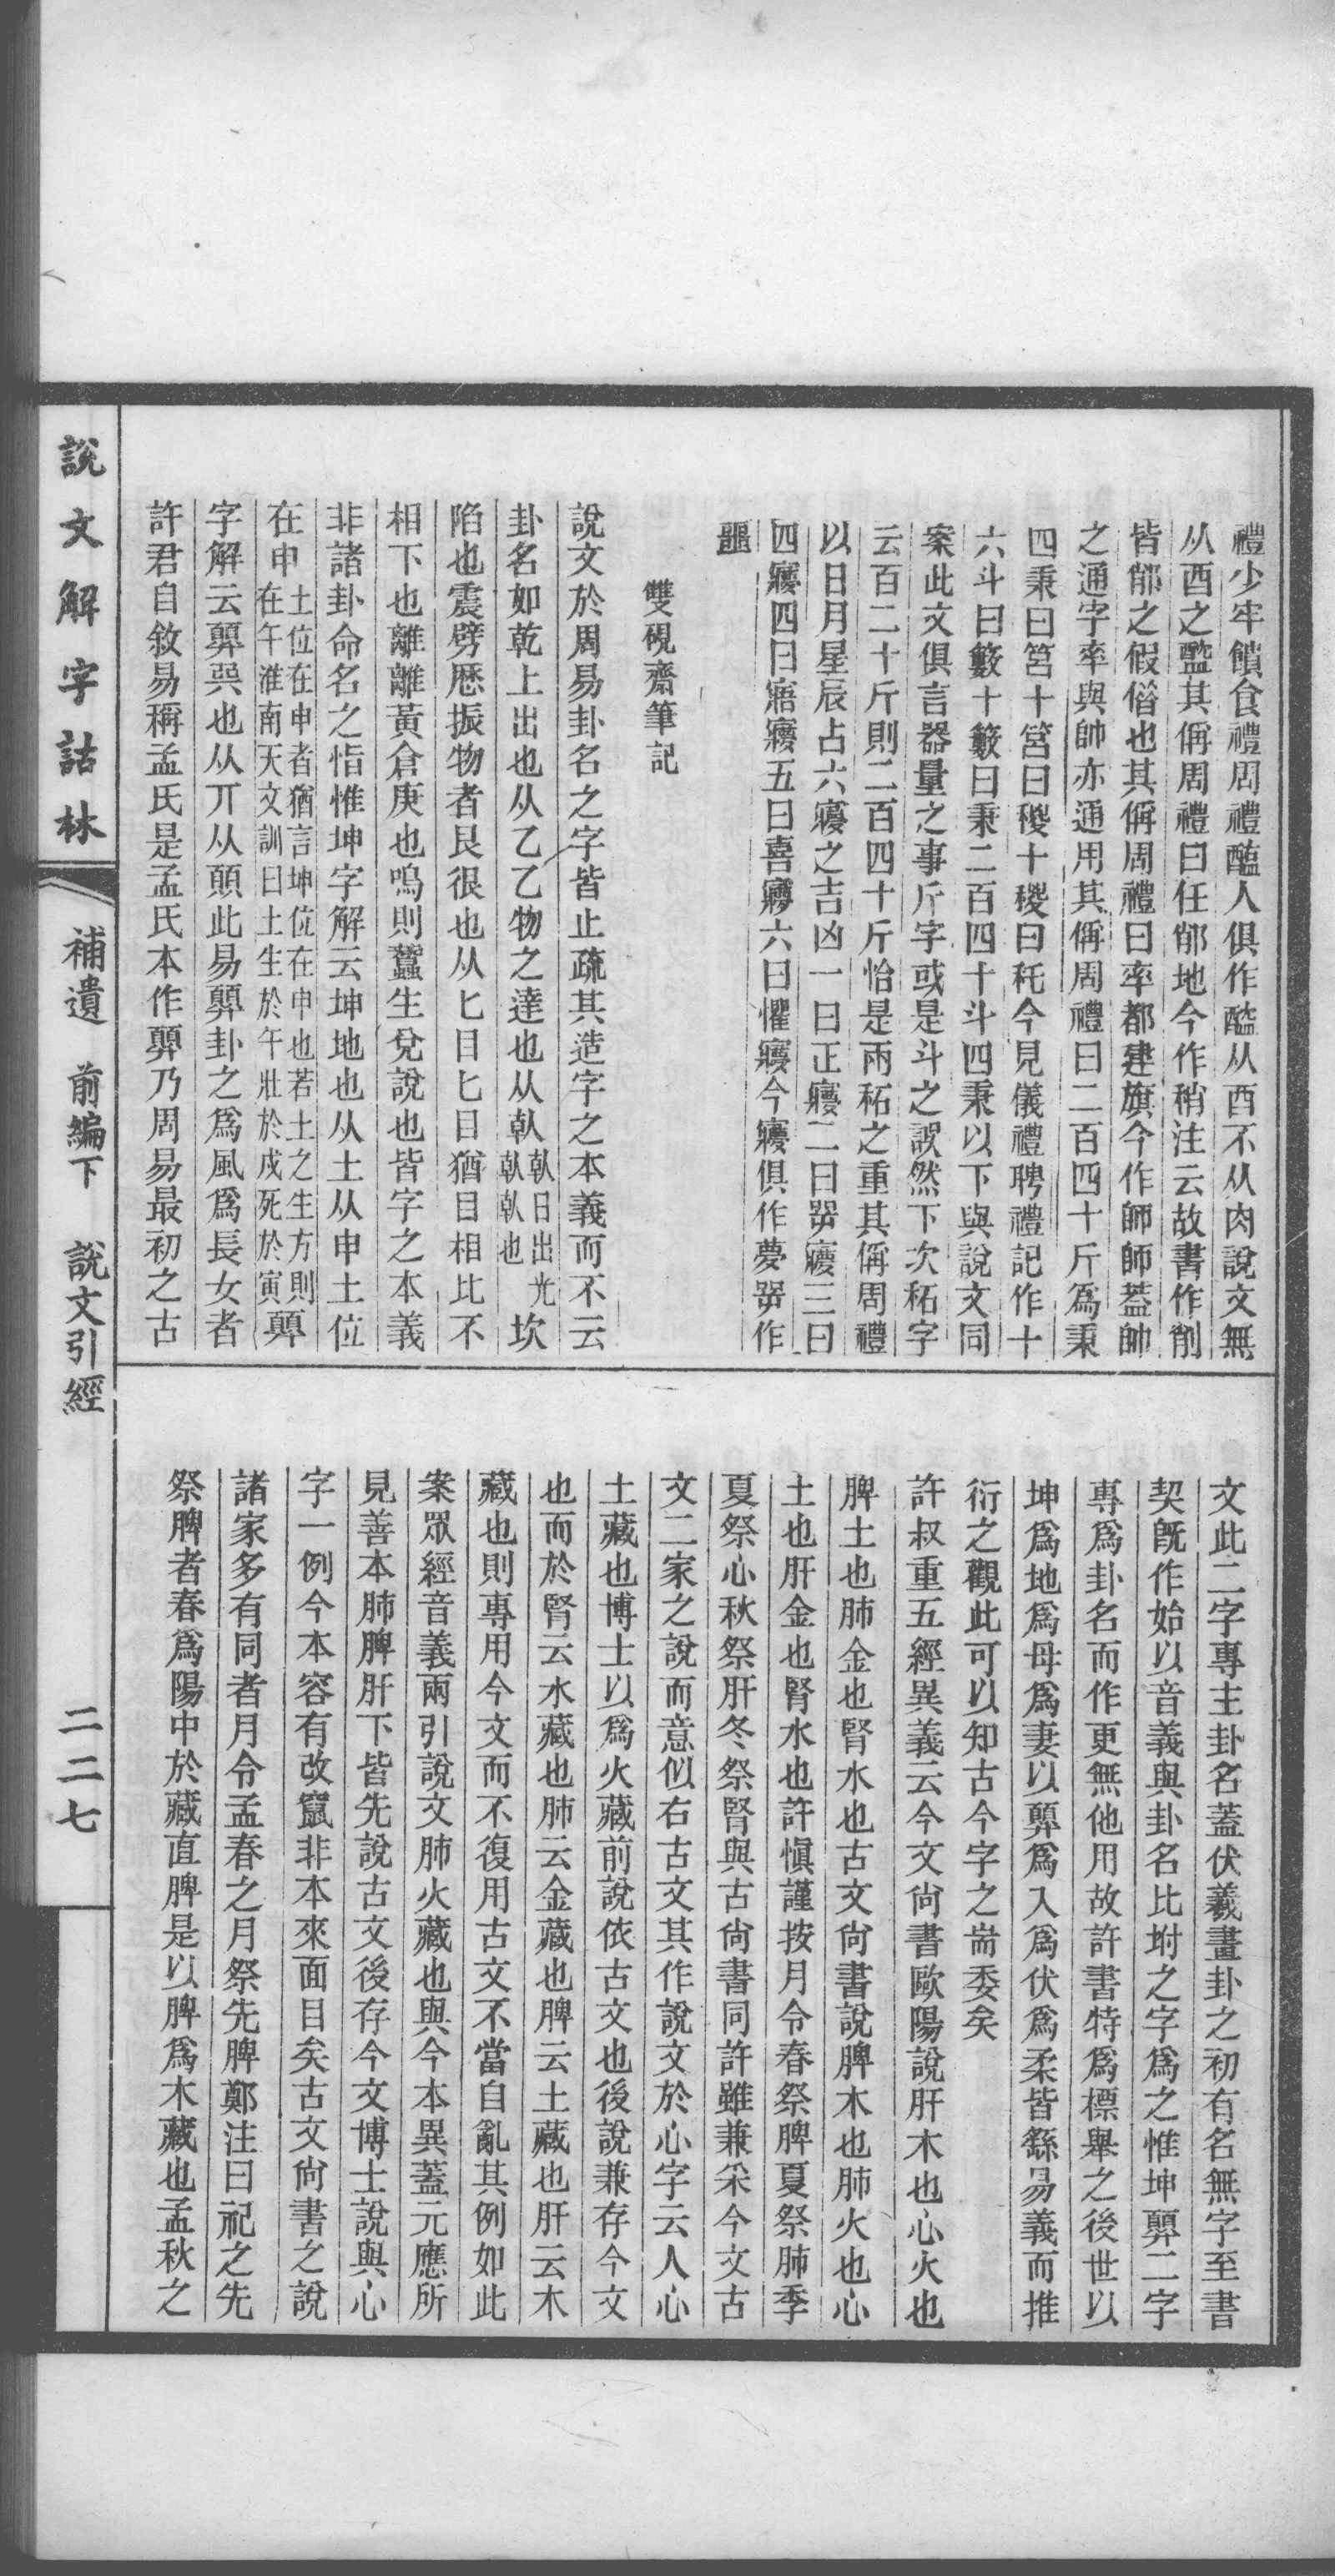 禮少牢饋食禮周禮醢人俱作醓从酉不从肉說文無
从酉之䀋其偁周禮曰任䣆地今作稍注云故書作削
皆䣆之假借也其偁周禮曰率都建旗今作師師葢帥
之通字率與帥亦通用其偁周禮曰二百四十斤爲秉
四秉曰筥十筥曰稯十稯曰秅今見儀禮聘禮記作十
六斗曰籔十籔曰秉二百四十斗四秉以下與說文同
案此文俱言器量之事斤字或是斗之誤然下次䄷字
云百二十斤則二百四十斤恰是兩䄷之重其偁周禮
以日月星辰占六㝱之吉凶一曰正㝱二曰㖾㝱三曰
四㝱四曰寤㝱五曰喜㝱六曰懼㝱今㝱俱作夢㖾作
噩
雙硯齋筆記
說文於周易卦名之字皆止疏其造字之本義而不云
卦名如乾上出也从乙乙物之達也从倝倝日出光倝倝也坎
陷也震劈歷振物者艮很也从匕目匕目猶目相比不
相下也離離黃倉庚也鳴則蠶生兌說也皆字之本義
非諸卦命名之恉惟坤字解云坤地也从土从申土位
在申土位在申者猶言坤位在申也若土之生方則在午淮南天文訓曰土生於午壯於戌死於寅顨
字解云顨巽也从丌从頭此易顨卦之爲風爲長女者
許君自敘易稱孟氏是孟氏本作顨乃周易最初之古
文此二字專主卦名蓋伏羲畫卦之初有名無字至書
契旣作始以音義與卦名比坿之字爲之惟坤顨二字
專爲卦名而作更無他用故許書特爲標舉之後世以
坤爲地爲母爲妻以顨爲入爲伏爲柔皆繇易義而推
衍之觀此可以知古今字之耑委矣
許叔重五經異義云今文尙書歐陽說肝木也心火也
脾土也肺金也腎水也古文尙書說脾木也肺火也心
土也肝金也腎水也許愼謹按月令春祭脾夏祭肺季
夏祭心秋祭肝冬祭腎與古尙書同許雖兼采今文古
文二家之說而意似右古文其作說文於心字云人心
土藏也博士以爲火藏前說依古文也後說兼存今文
也而於腎云水藏也肺云金藏也脾云土藏也肝云木
藏也則專用今文而不復用古文不當自亂其例如此
案眾經音義兩引說文肺火藏也與今本異蓋元應所
見善本肺脾肝下皆先說古文後存今文博士說與心
字一例今本容有改竄非本來面目矣古文尙書之說
諸家多有同者月令孟春之月祭先脾鄭注曰祀之先
祭脾者春爲陽中於藏直脾是以脾爲木藏也孟秋之
說文解字詁林
補遺 前編下 說文引經
二二七